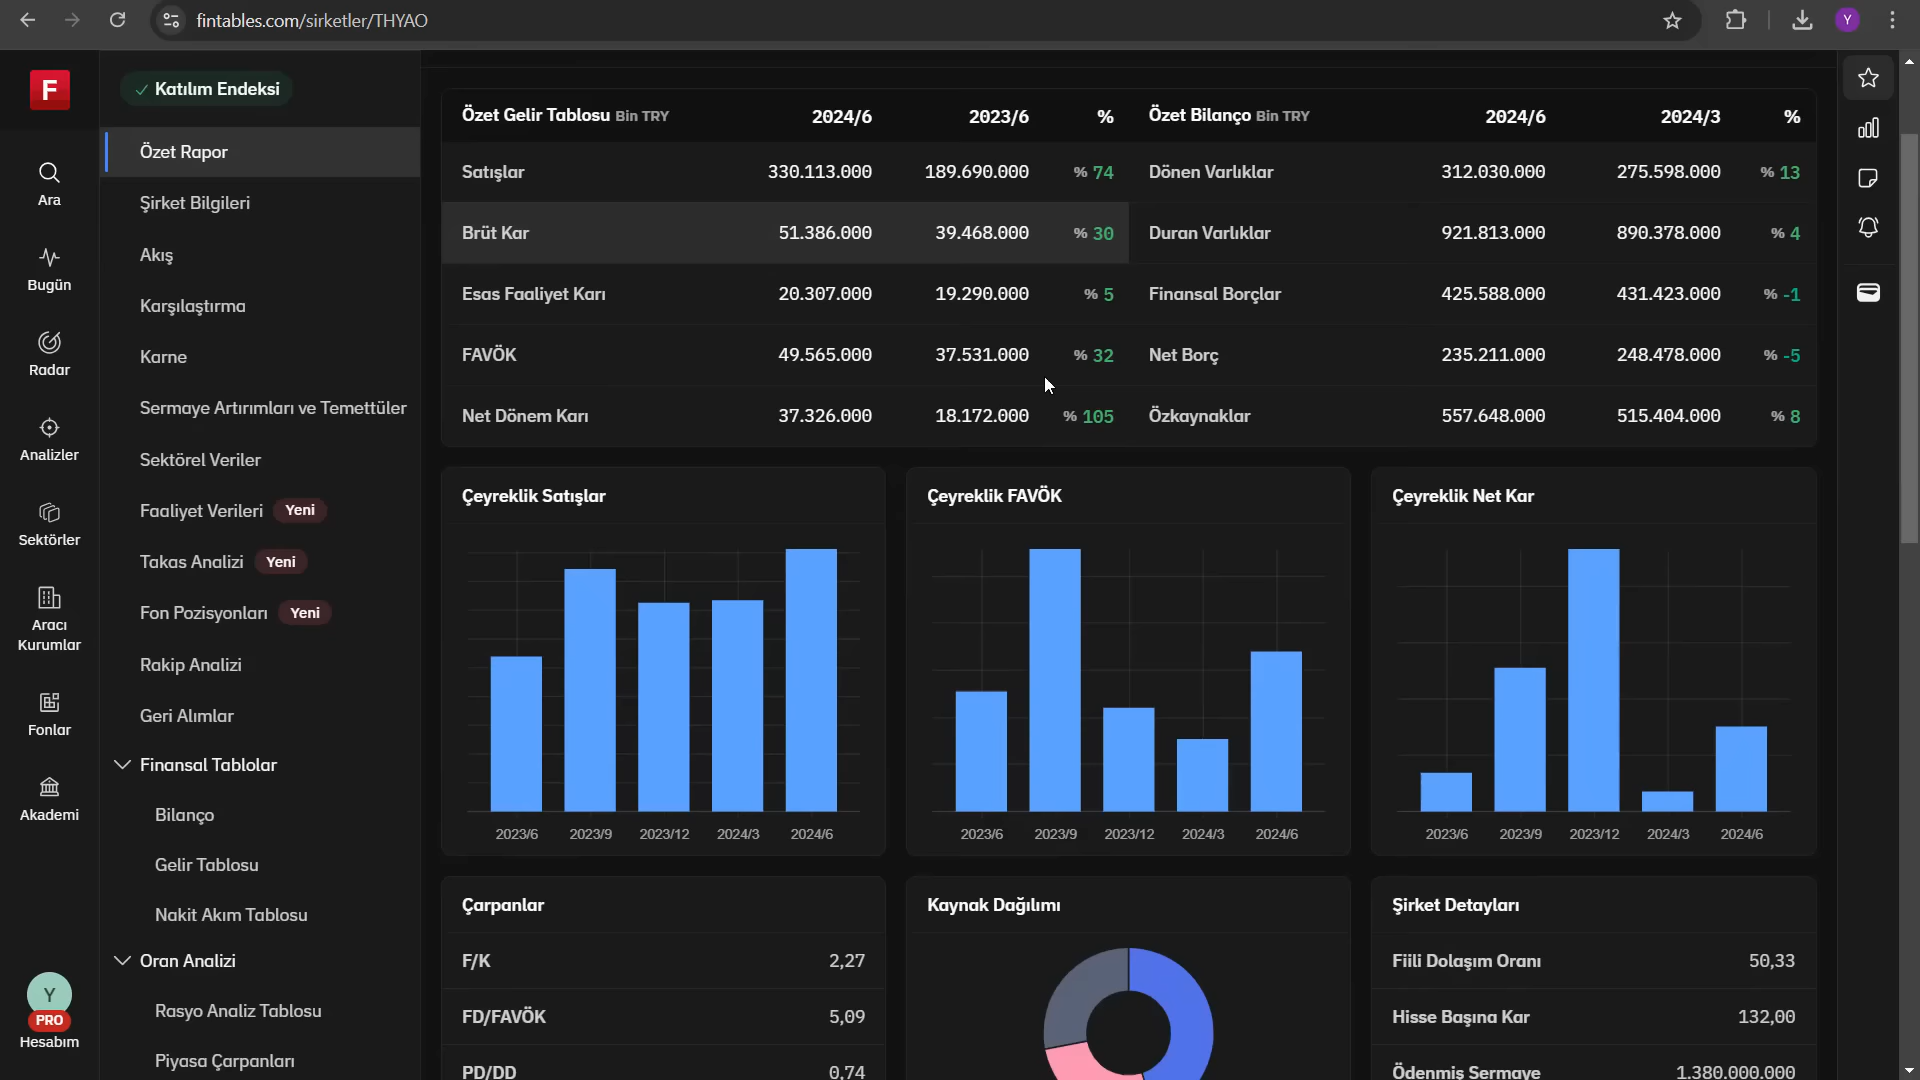 fintables.com/sirketler/THYAO
Y
F
Ara
Bugün
Radar
Analizler
Sektörler
Aracı
Kurumlar
Fonlar
Akademi
Y
PRO
Hesabım
Katılım Endeksi
Özet Rapor
Şirket Bilgileri
Akış
Karşılaştırma
Karne
Sermaye Artırımları ve Temettüler
Sektörel Veriler
Faaliyet Verileri Yeni
Takas Analizi Yeni
Fon Pozisyonları Yeni
Rakip Analizi
Geri Alımlar
Finansal Tablolar
Bilanço
Gelir Tablosu
Nakit Akım Tablosu
Oran Analizi
Rasyo Analiz Tablosu
Piyasa Çarpanları
Özet Gelir Tablosu Bin TRY 2024/6 2023/6 %
Satışlar 330.113.000 189.690.000 % 74
Brüt Kar 51.386.000 39.468.000 % 30
Esas Faaliyet Karı 20.307.000 19.290.000 % 5
FAVÖK 49.565.000 37.531.000 % 32
Net Dönem Karı 37.326.000 18.172.000 % 105
Özet Bilanço Bin TRY 2024/6 2024/3 %
Dönen Varlıklar 312.030.000 275.598.000 % 13
Duran Varlıklar 921.813.000 890.378.000 % 4
Finansal Borçlar 425.588.000 431.423.000 % -1
Net Borç 235.211.000 248.478.000 % -5
Özkaynaklar 557.648.000 515.404.000 % 8
Çeyreklik Satışlar
2023/6 2023/9 2023/12 2024/3 2024/6
Çeyreklik FAVÖK
2023/6 2023/9 2023/12 2024/3 2024/6
Çeyreklik Net Kar
2023/6 2023/9 2023/12 2024/3 2024/6
Çarpanlar
F/K 2,27
FD/FAVÖK 5,09
PD/DD 0,74
Kaynak Dağılımı
Şirket Detayları
Fiili Dolaşım Oranı 50,33
Hisse Başına Kar 132,00
Ödenmiş Sermaye 1.380.000.000